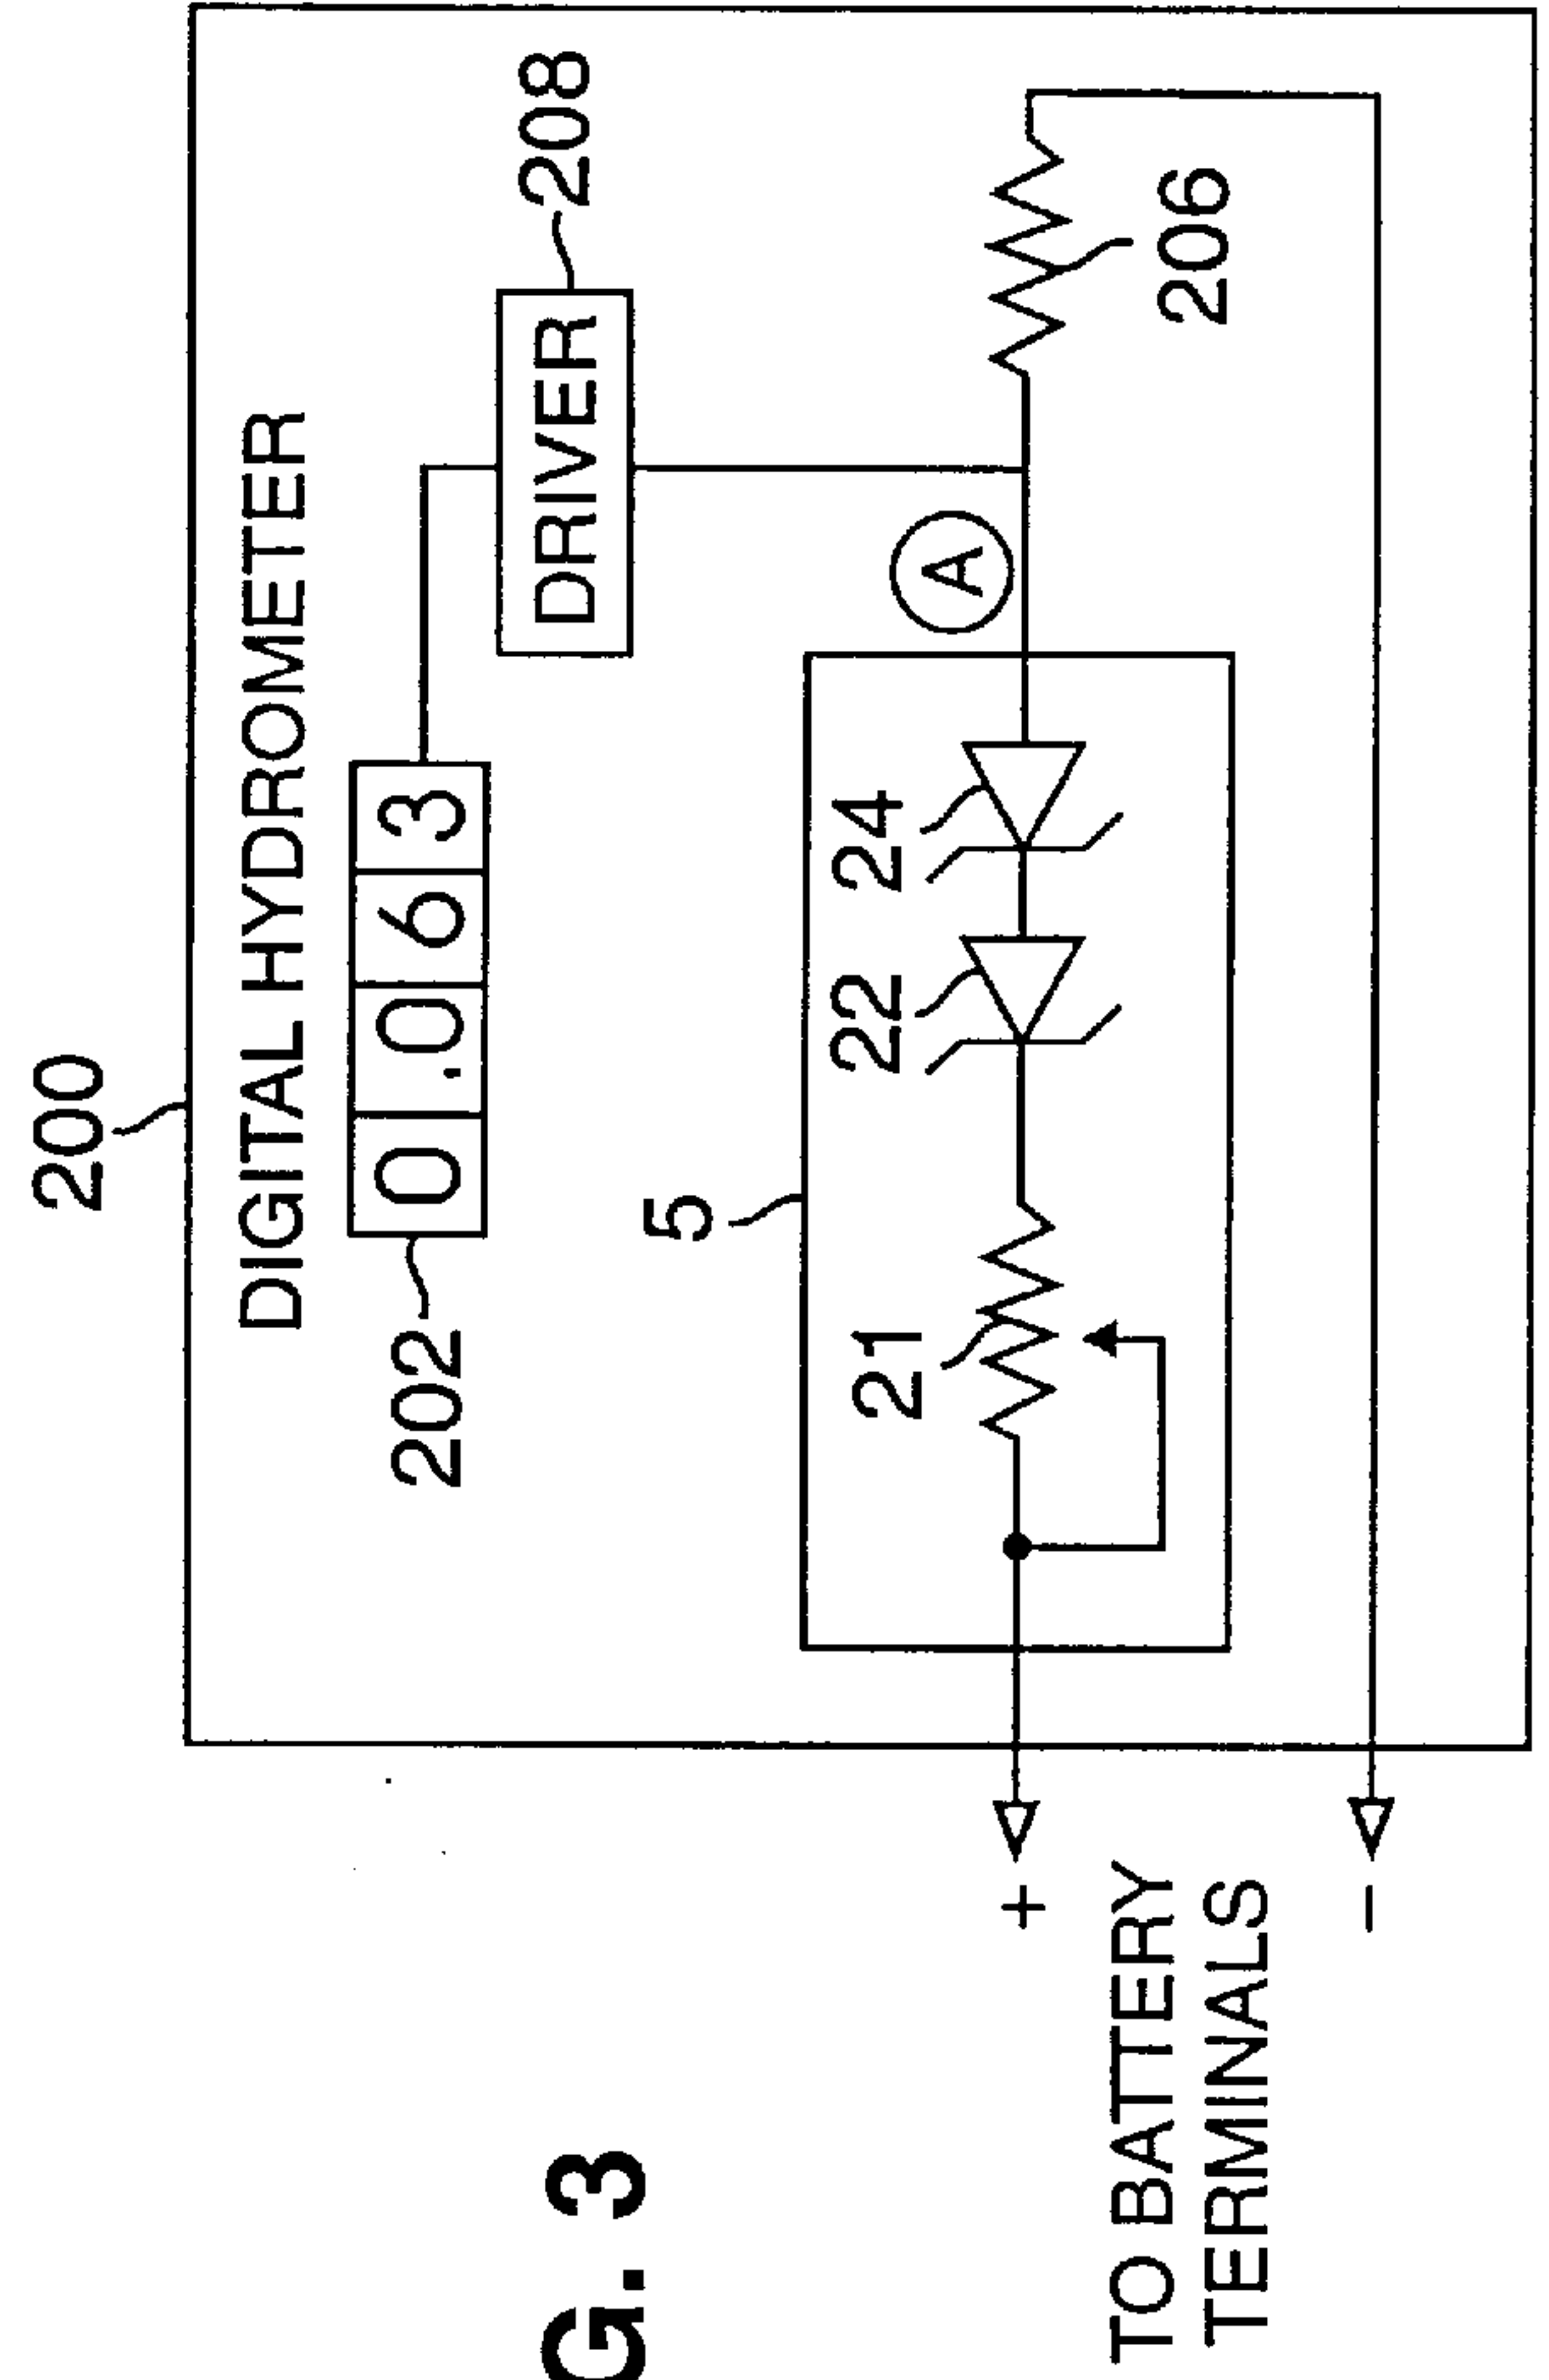 200
DIGITAL HYDROMETER
202
0.063
DRIVER
208
5
A
21
22
24
206
+
TO BATTERY
TERMINALS
−
G. 3